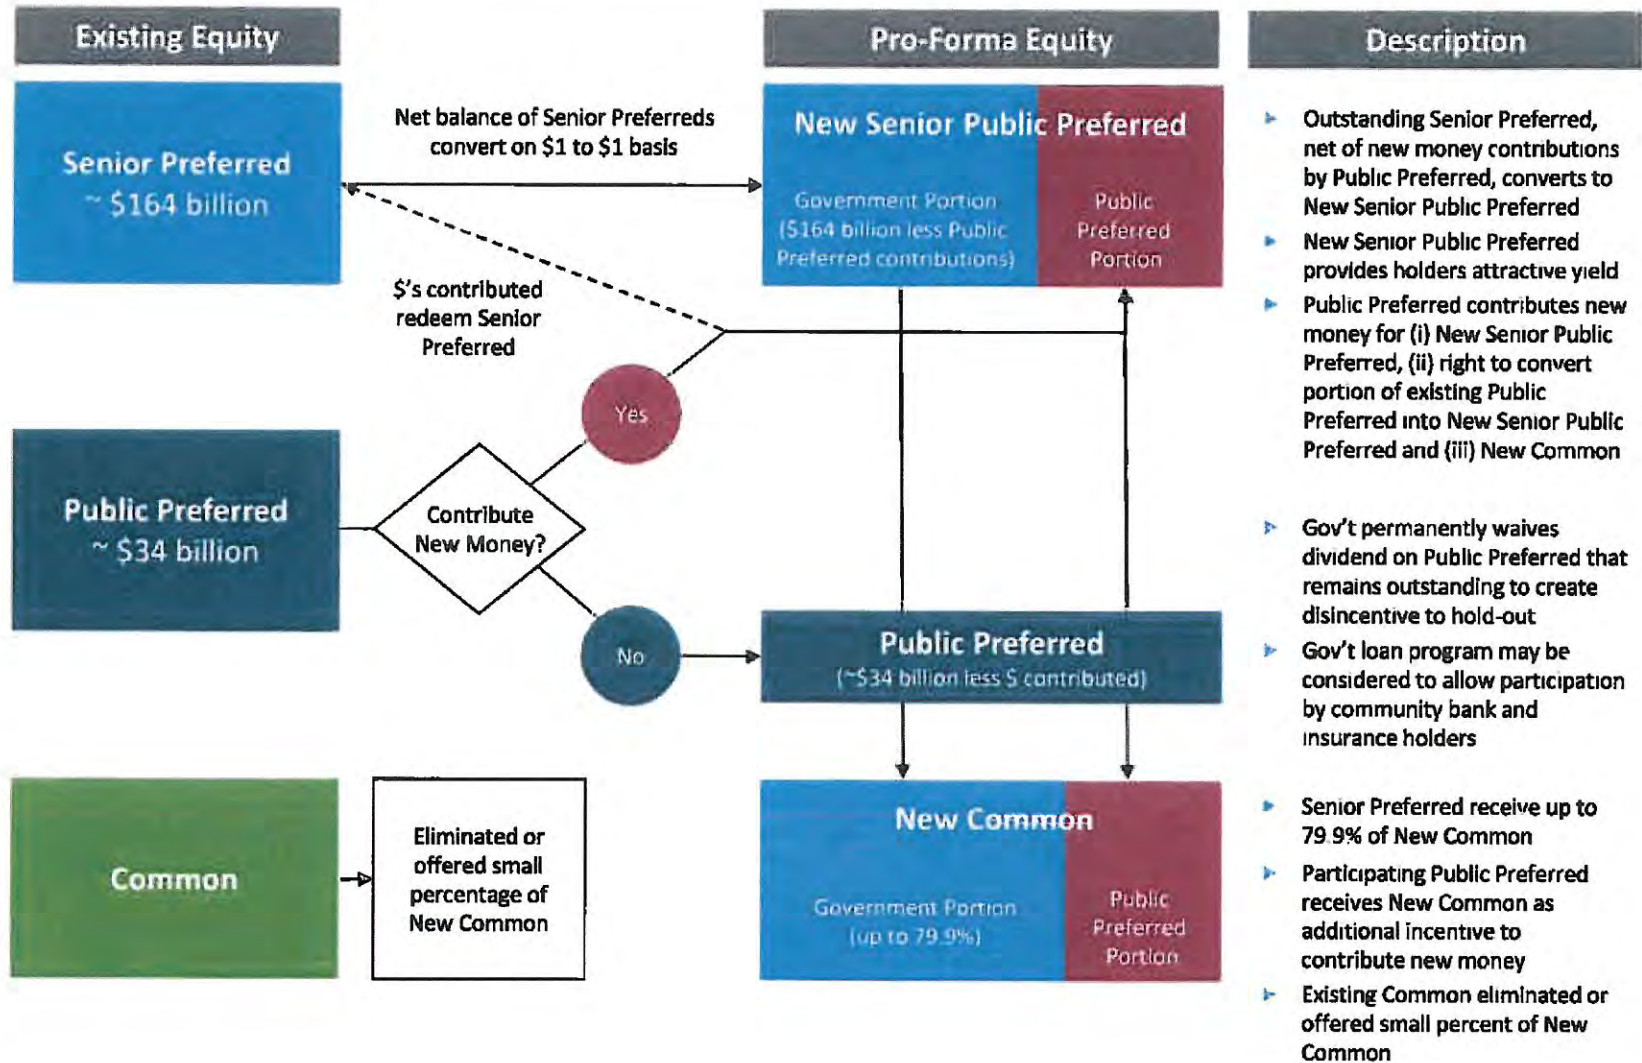 Existing Equity
Pro-Forma Equity
Description
Senior Preferred
~ $164 billion
Net balance of Senior Preferreds
convert on $1 to $1 basis
New Senior Public Preferred
Government Portion
($164 billion less Public
Preferred contributions)
Public
Preferred
Portion
$'s contributed
redeem Senior
Preferred
Yes
Public Preferred
~ $34 billion
Contribute
New Money?
No
Public Preferred
(~$34 billion less $ contributed)
Common
Eliminated or
offered small
percentage of
New Common
New Common
Government Portion
(up to 79.9%)
Public
Preferred
Portion
Outstanding Senior Preferred,
net of new money contributions
by Public Preferred, converts to
New Senior Public Preferred
New Senior Public Preferred
provides holders attractive yield
Public Preferred contributes new
money for (i) New Senior Public
Preferred, (ii) right to convert
portion of existing Public
Preferred into New Senior Public
Preferred and (iii) New Common
Gov't permanently waives
dividend on Public Preferred that
remains outstanding to create
disincentive to hold-out
Gov't loan program may be
considered to allow participation
by community bank and
insurance holders
Senior Preferred receive up to
79.9% of New Common
Participating Public Preferred
receives New Common as
additional incentive to
contribute new money
Existing Common eliminated or
offered small percent of New
Common